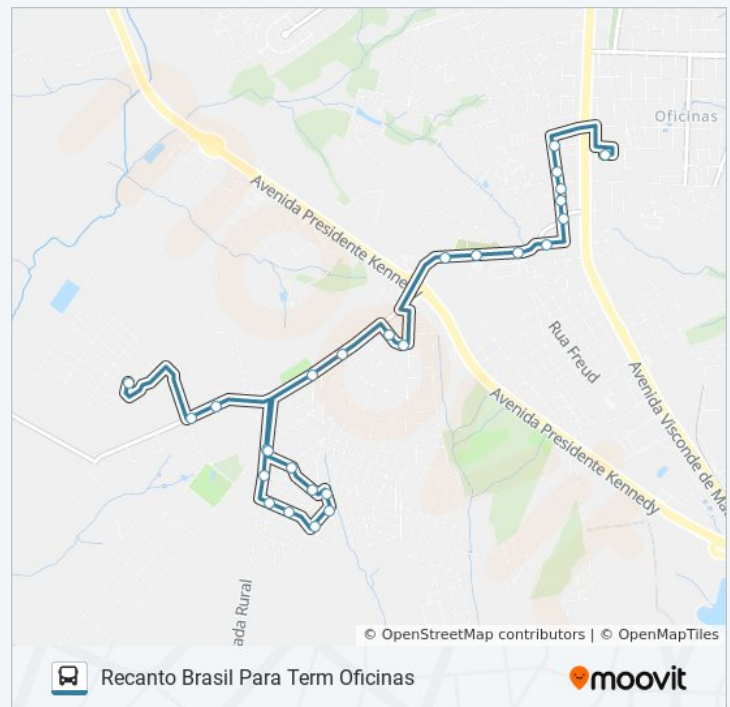 Oficinas
Avenida Presidente Kennedy
Rua Freud
Avenida Visconde de Ma
Avenida Presidente Kennedy
ada Rural
© OpenStreetMap contributors | © OpenMapTiles
Recanto Brasil Para Term Oficinas
moovit